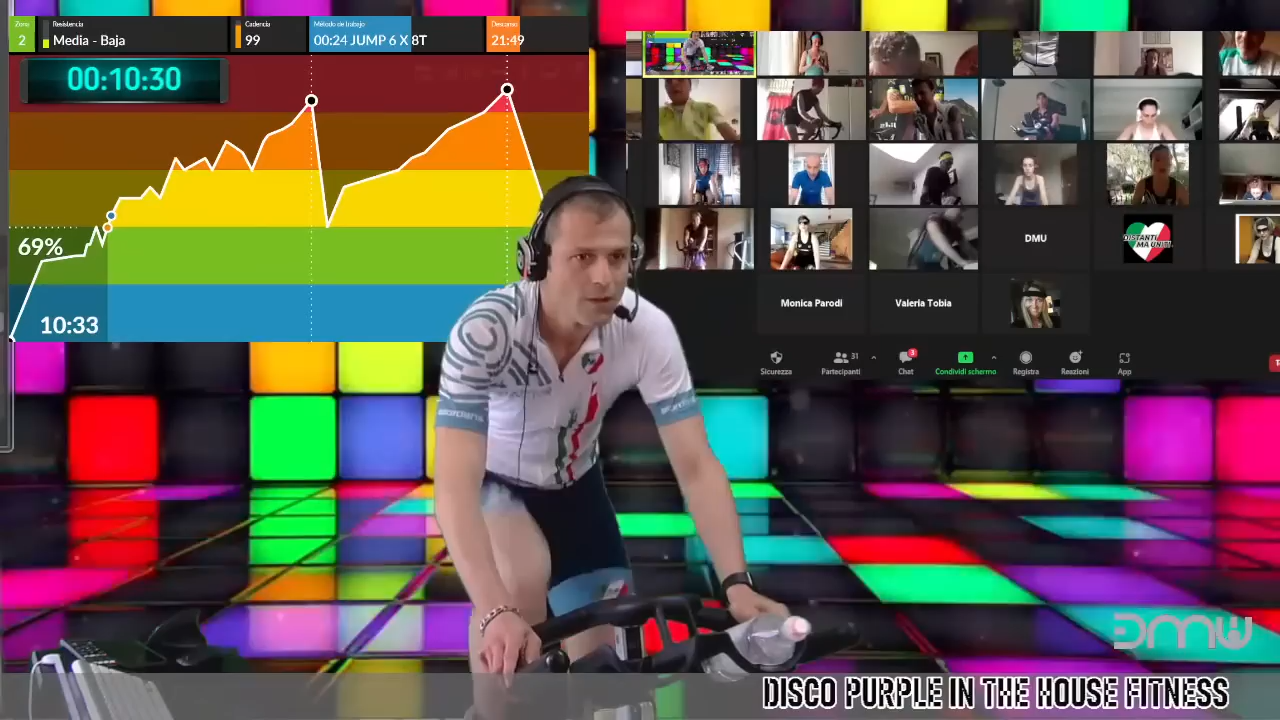 Zona
2
Resistencia
Media - Baja
Cadencia
99
Método de trabajo
00:24 JUMP 6 X 8T
Descanso
21:49
00:10:30
69%
10:33
DMU
DISTANTI
MA UNITI
Monica Parodi
Valeria Tobia
Sicurezza
31
Partecipanti
3
Chat
Condividi schermo
Registra
Reazioni
App
DMW
DISCO PURPLE IN THE HOUSE FITNESS